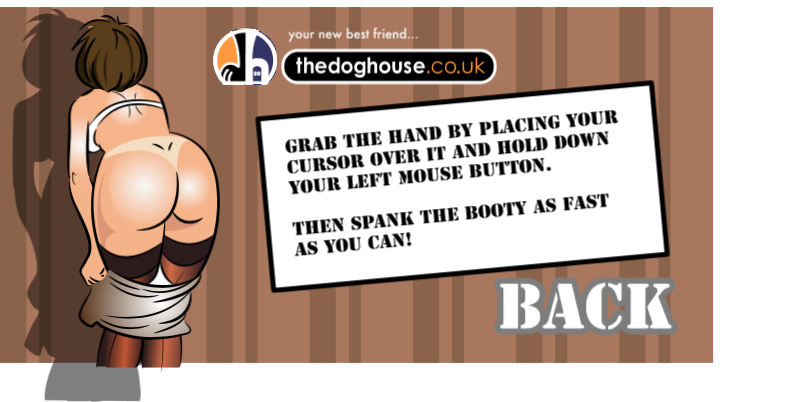 your new best friend...
thedoghouse.co.uk
GRAB THE HAND BY PLACING YOUR
CURSOR OVER IT AND HOLD DOWN
YOUR LEFT MOUSE BUTTON.
THEN SPANK THE BOOTY AS FAST
AS YOU CAN!
BACK